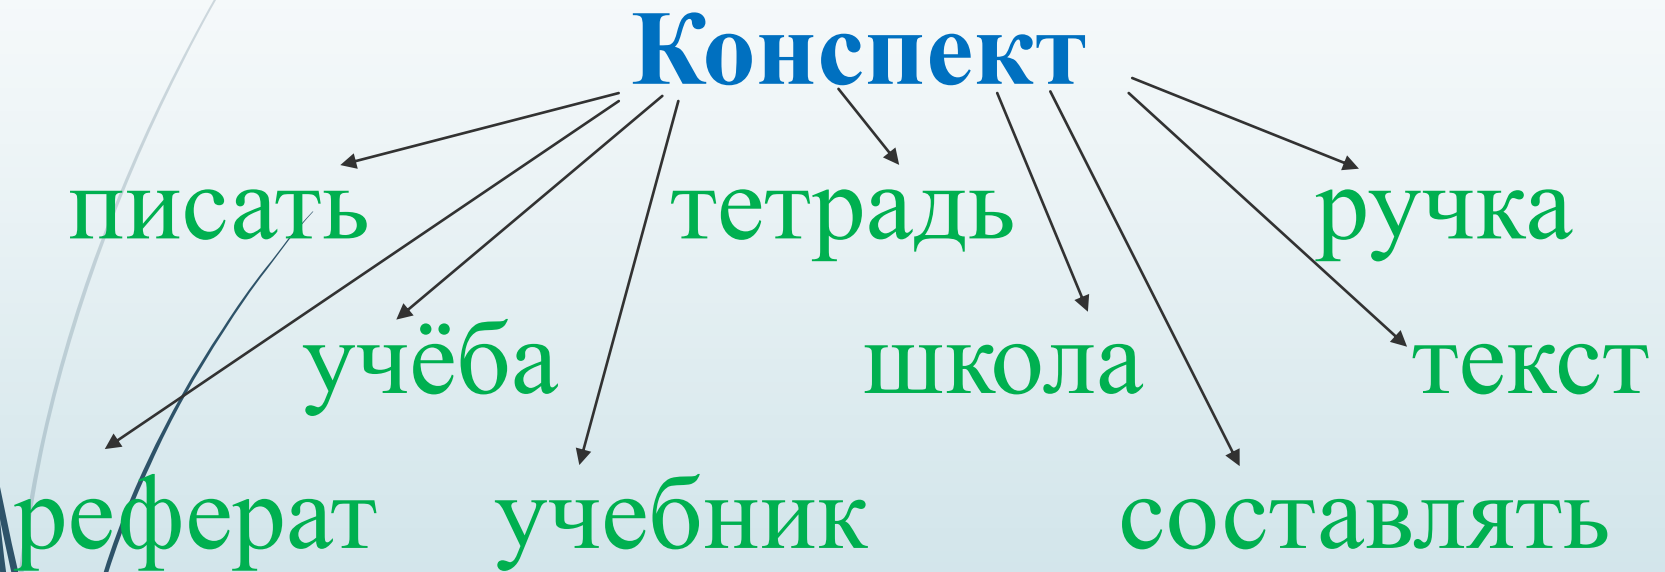 Конспект
писать тетрадь ручка
учёба школа текст
реферат учебник составлять